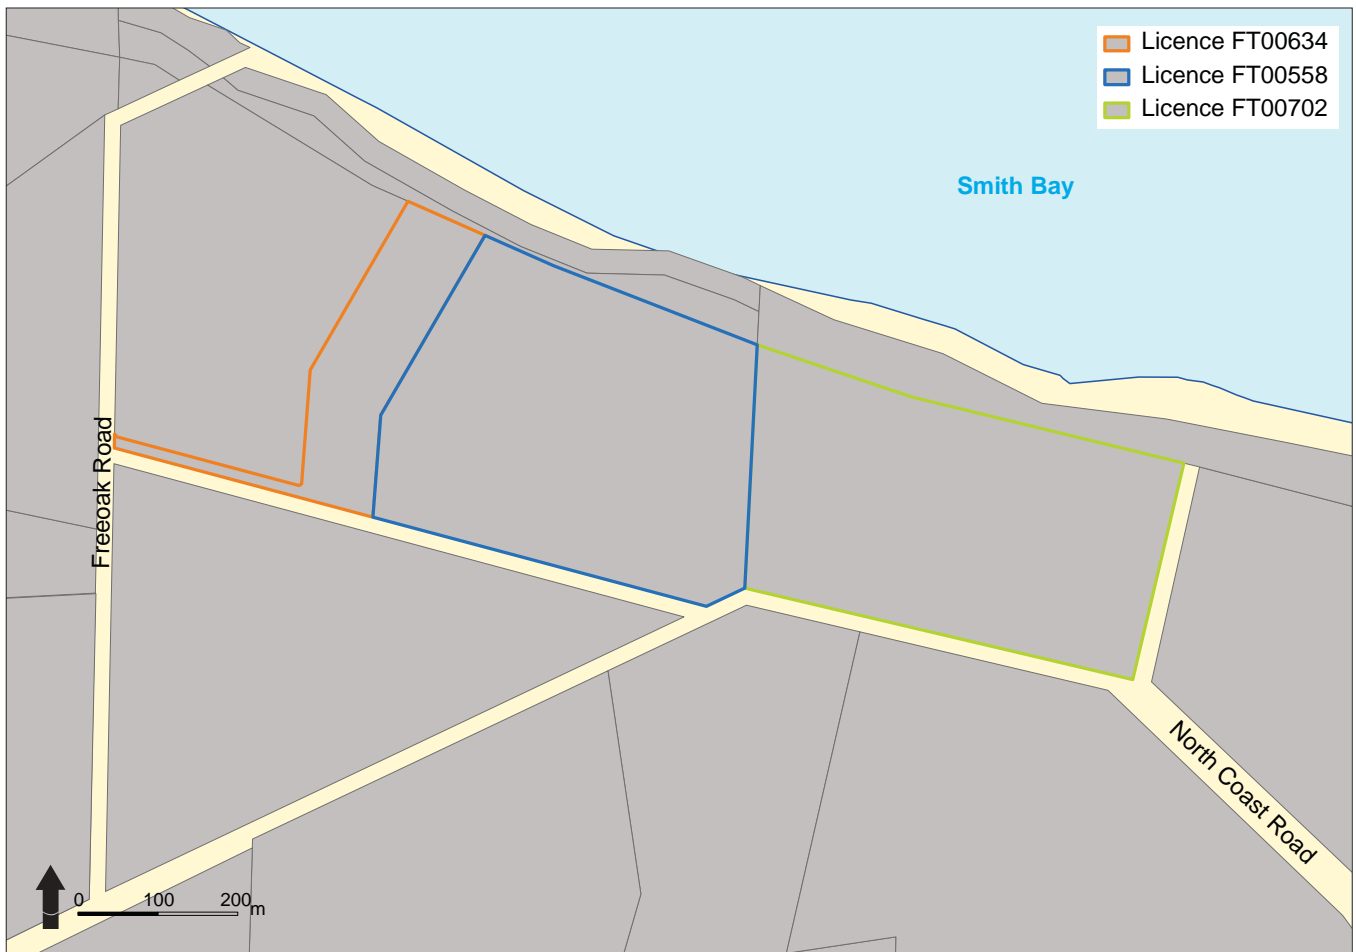 Licence FT00634
Licence FT00558
Licence FT00702
Smith Bay
Freeoak Road
North Coast Road
0 100 200 m